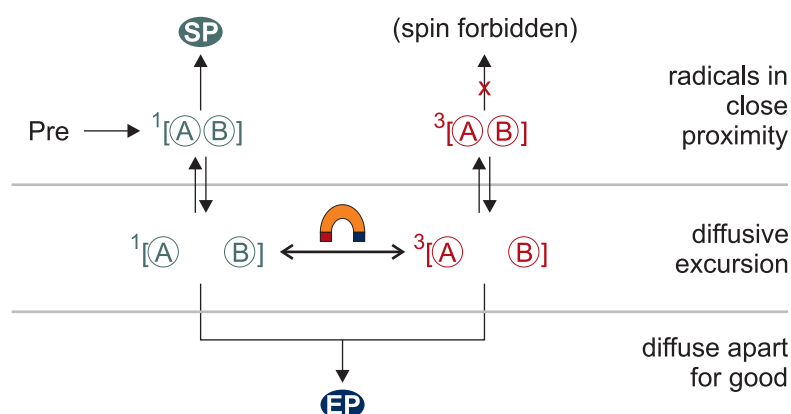 SP
(spin forbidden)
radicals in
close
proximity
Pre
¹[A B]
x
³[A B]
¹[A B]
³[A B]
diffusive
excursion
diffuse apart
for good
EP